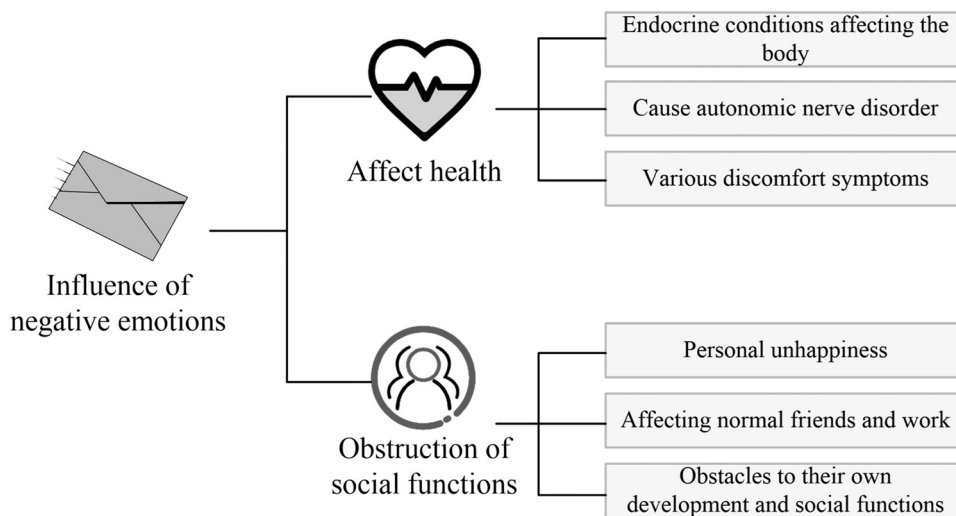 Influence of
negative emotions
Affect health
Endocrine conditions affecting the
body
Cause autonomic nerve disorder
Various discomfort symptoms
Obstruction of
social functions
Personal unhappiness
Affecting normal friends and work
Obstacles to their own
development and social functions